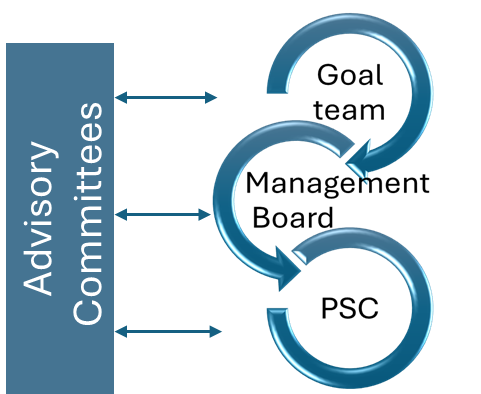 Advisory
Committees
Goal
team
Management
Board
PSC